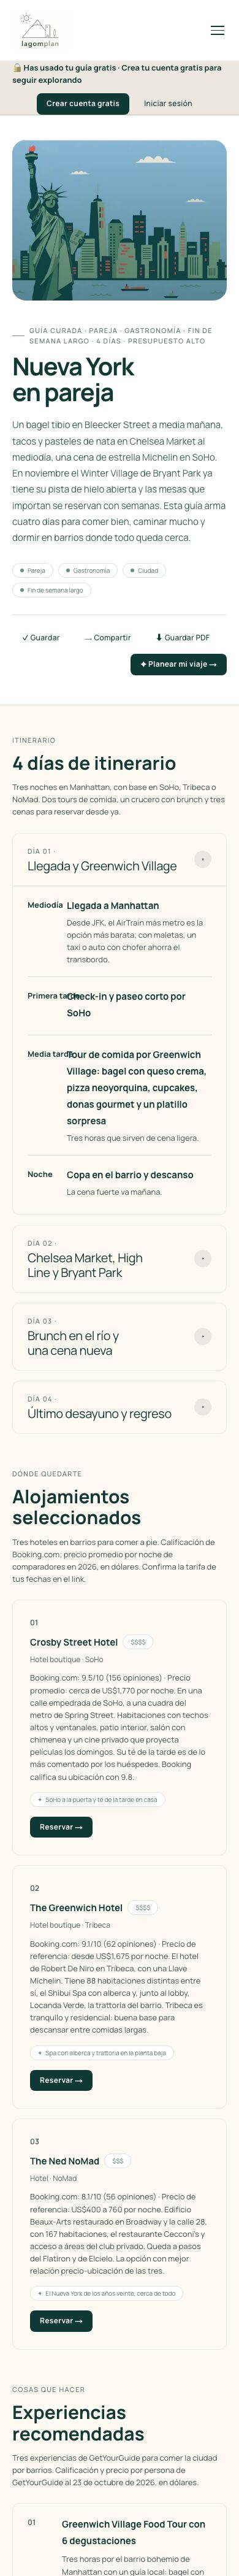 lagomplan
🔓 Has usado tu guía gratis · Crea tu cuenta gratis para
seguir explorando
Crear cuenta gratis
Iniciar sesión
GUÍA CURADA · PAREJA · GASTRONOMÍA · FIN DE
SEMANA LARGO · 4 DÍAS · PRESUPUESTO ALTO
Nueva York
en pareja
Un bagel tibio en Bleecker Street a media mañana,
tacos y pasteles de nata en Chelsea Market al
mediodía, una cena de estrella Michelin en SoHo.
En noviembre el Winter Village de Bryant Park ya
tiene su pista de hielo abierta y las mesas que
importan se reservan con semanas. Esta guía arma
cuatro días para comer bien, caminar mucho y
dormir en barrios donde todo queda cerca.
Pareja
Gastronomía
Ciudad
Fin de semana largo
✓ Guardar
→ Compartir
⬇ Guardar PDF
✦ Planear mi viaje →
ITINERARIO
4 días de itinerario
Tres noches en Manhattan, con base en SoHo, Tribeca o
NoMad. Dos tours de comida, un crucero con brunch y tres
cenas para reservar desde ya.
DÍA 01 ·
Llegada y Greenwich Village
Mediodía
Llegada a Manhattan
Desde JFK, el AirTrain más metro es la
opción más barata; con maletas, un
taxi o auto con chofer ahorra el
transbordo.
Primera tarde
Check-in y paseo corto por
SoHo
Media tarde
Tour de comida por Greenwich
Village: bagel con queso crema,
pizza neoyorquina, cupcakes,
donas gourmet y un platillo
sorpresa
Tres horas que sirven de cena ligera.
Noche
Copa en el barrio y descanso
La cena fuerte va mañana.
DÍA 02 ·
Chelsea Market, High
Line y Bryant Park
DÍA 03 ·
Brunch en el río y
una cena nueva
DÍA 04 ·
Último desayuno y regreso
DÓNDE QUEDARTE
Alojamientos
seleccionados
Tres hoteles en barrios para comer a pie. Calificación de
Booking.com; precio promedio por noche de
comparadores en 2026, en dólares. Confirma la tarifa de
tus fechas en el link.
01
Crosby Street Hotel
$$$$
Hotel boutique · SoHo
Booking.com: 9.5/10 (156 opiniones) · Precio
promedio: cerca de US$1,770 por noche. En una
calle empedrada de SoHo, a una cuadra del
metro de Spring Street. Habitaciones con techos
altos y ventanales, patio interior, salón con
chimenea y un cine privado que proyecta
películas los domingos. Su té de la tarde es de lo
más comentado por los huéspedes. Booking
califica su ubicación con 9.8.
✦ SoHo a la puerta y té de la tarde en casa
Reservar →
02
The Greenwich Hotel
$$$$
Hotel boutique · Tribeca
Booking.com: 9.1/10 (62 opiniones) · Precio de
referencia: desde US$1,675 por noche. El hotel
de Robert De Niro en Tribeca, con una Llave
Michelin. Tiene 88 habitaciones distintas entre
sí, el Shibui Spa con alberca y, junto al lobby,
Locanda Verde, la trattoria del barrio. Tribeca es
tranquilo y residencial: buena base para
descansar entre comidas largas.
✦ Spa con alberca y trattoria en la planta baja
Reservar →
03
The Ned NoMad
$$$
Hotel · NoMad
Booking.com: 8.1/10 (56 opiniones) · Precio de
referencia: US$400 a 760 por noche. Edificio
Beaux-Arts restaurado en Broadway y la calle 28,
con 167 habitaciones, el restaurante Cecconi's y
acceso a áreas del club privado. Queda a pasos
del Flatiron y de Elcielo. La opción con mejor
relación precio-ubicación de las tres.
✦ El Nueva York de los años veinte, cerca de todo
Reservar →
COSAS QUE HACER
Experiencias
recomendadas
Tres experiencias de GetYourGuide para comer la ciudad
por barrios. Calificación y precio por persona de
GetYourGuide al 23 de octubre de 2026, en dólares.
01
Greenwich Village Food Tour con
6 degustaciones
Tres horas por el barrio bohemio de
Manhattan con un guía local: bagel con